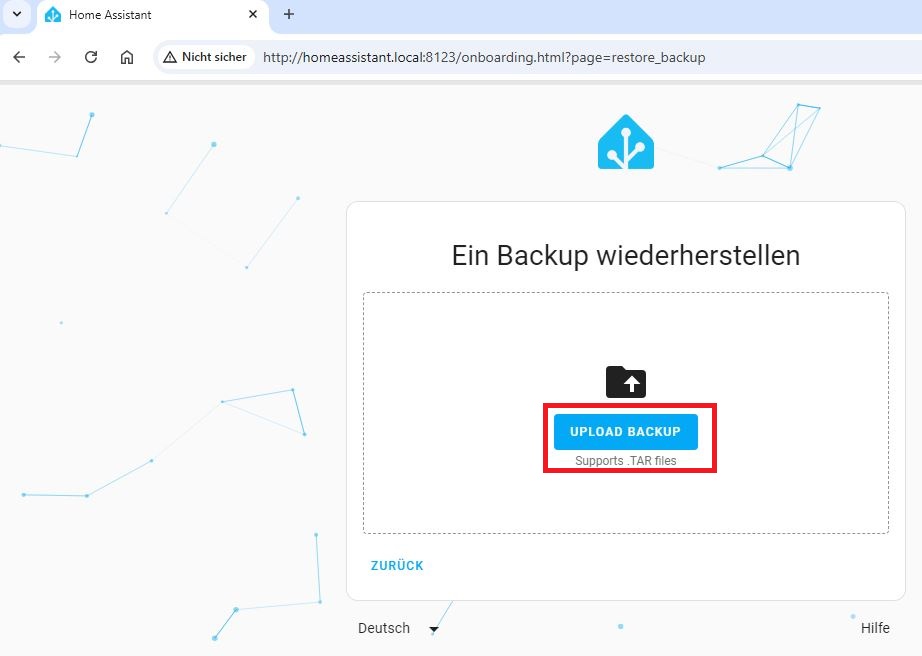 Home Assistant
Nicht sicher http://homeassistant.local:8123/onboarding.html?page=restore_backup
Ein Backup wiederherstellen
UPLOAD BACKUP
Supports .TAR files
ZURÜCK
Deutsch Hilfe